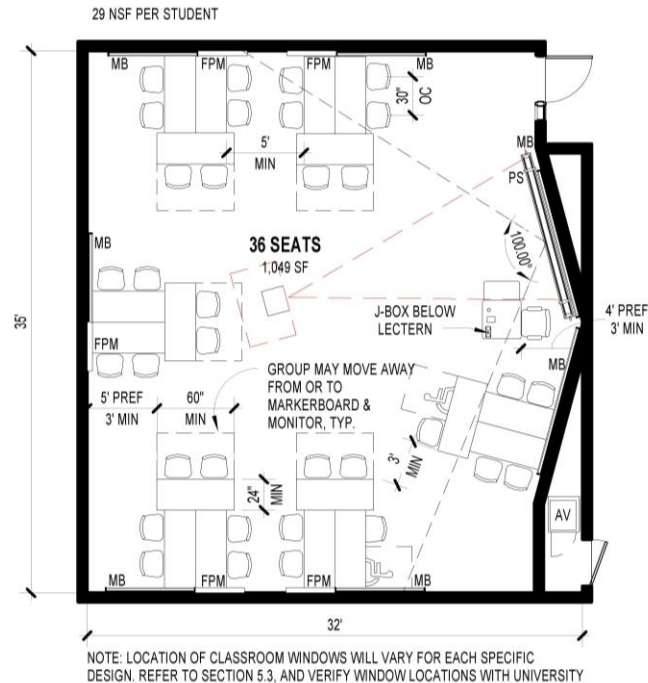 29 NSF PER STUDENT
MB
FPM
FPM
MB
30"
OC
5'
MIN
MB
PS
36 SEATS
1,049 SF
100.00°
MB
35'
J-BOX BELOW
LECTERN
4' PREF
3' MIN
FPM
MB
GROUP MAY MOVE AWAY
FROM OR TO
MARKERBOARD &
MONITOR, TYP.
5' PREF
3' MIN
60"
MIN
3'
MIN
24"
MIN
AV
MB
FPM
FPM
MB
32'
NOTE: LOCATION OF CLASSROOM WINDOWS WILL VARY FOR EACH SPECIFIC
DESIGN. REFER TO SECTION 5.3, AND VERIFY WINDOW LOCATIONS WITH UNIVERSITY